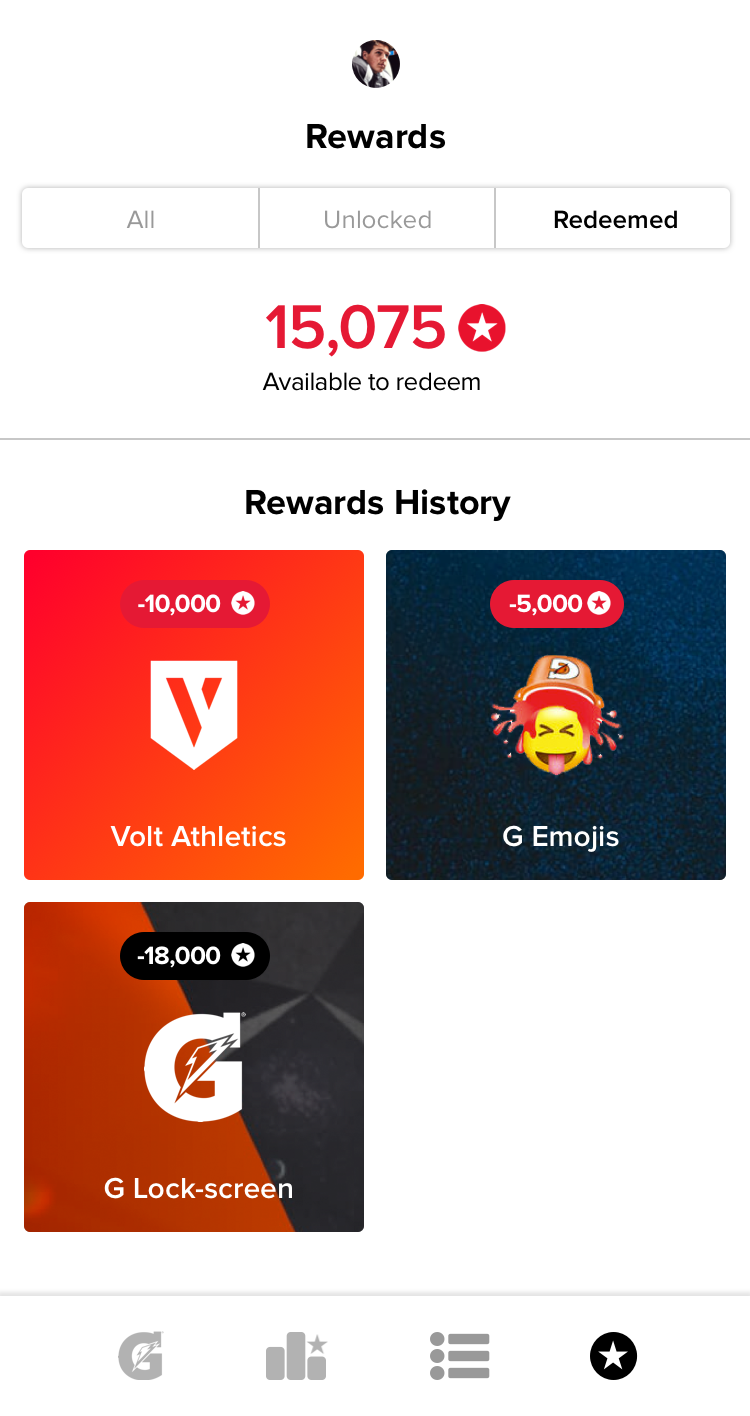 Rewards
All
Unlocked
Redeemed
15,075
Available to redeem
Rewards History
-10,000
V
Volt Athletics
-5,000
G Emojis
-18,000
G
G Lock-screen
G